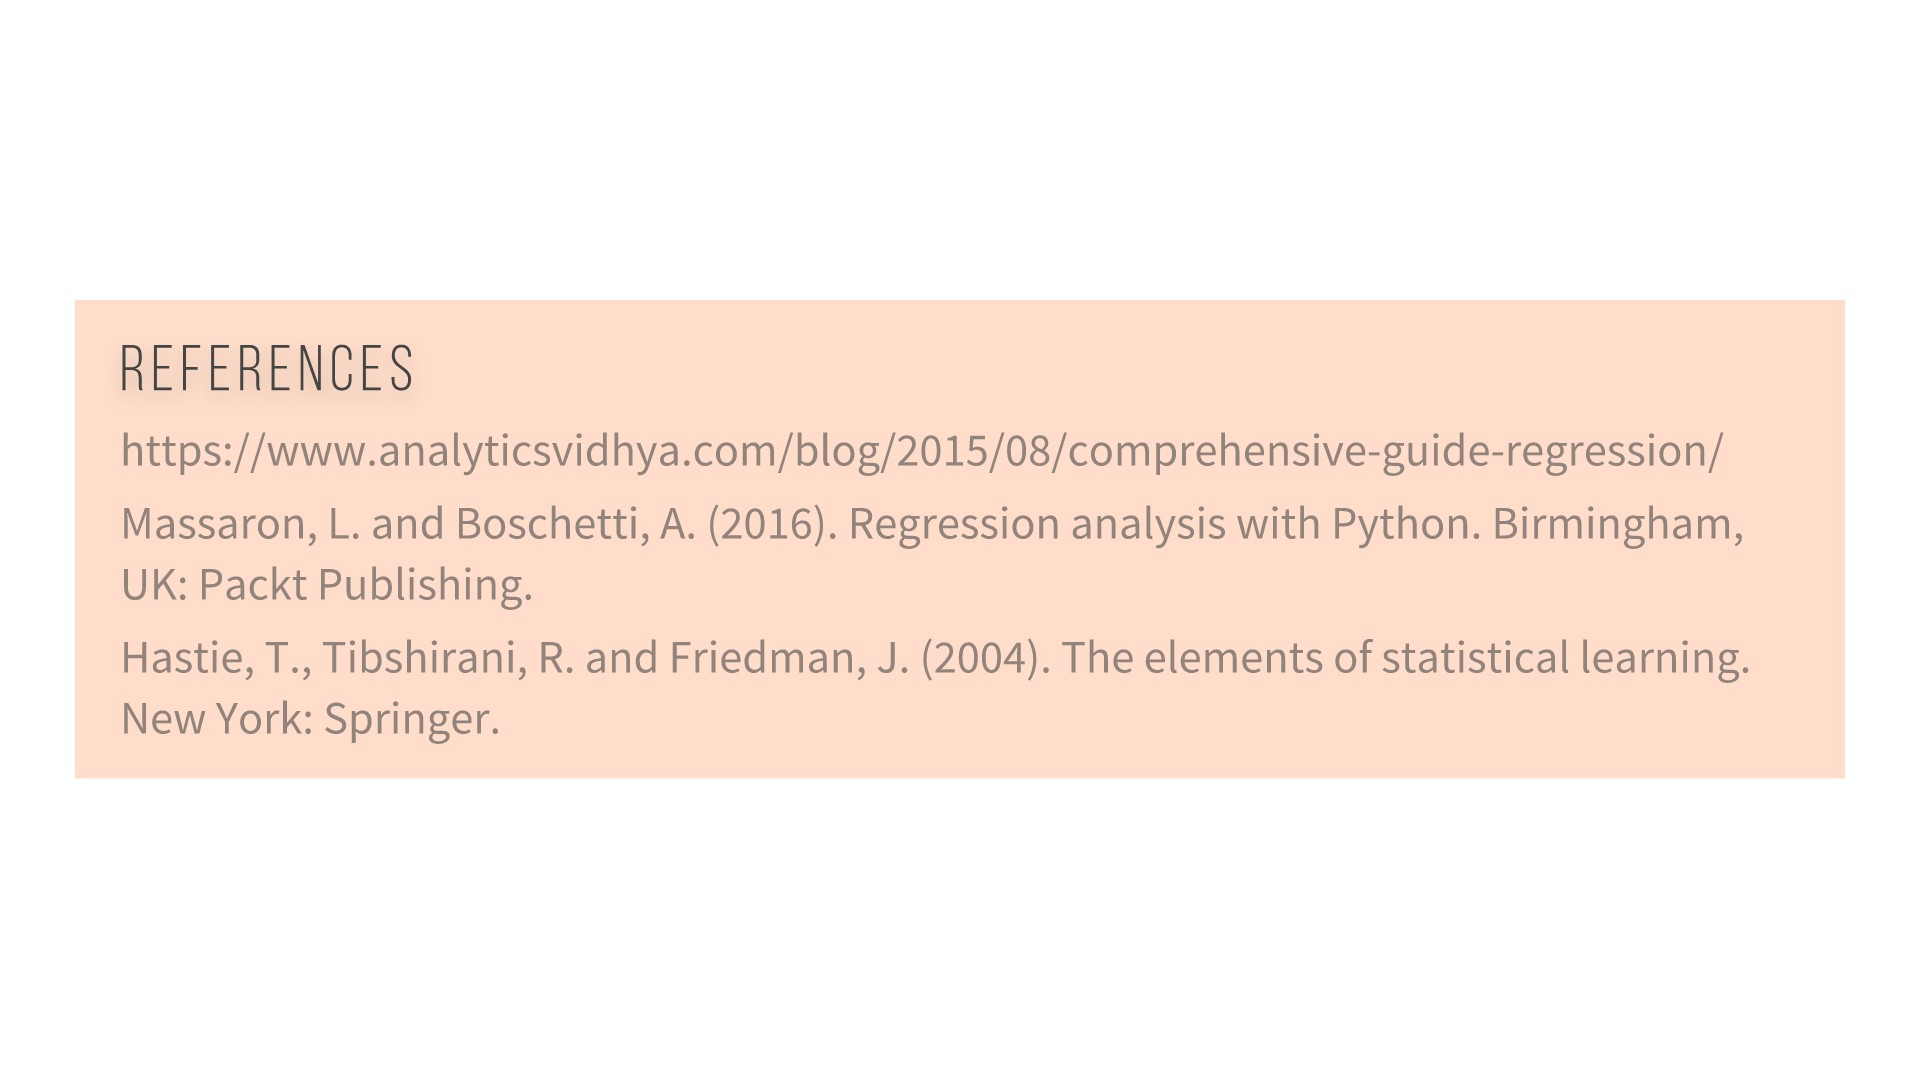 REFERENCES
https://www.analyticsvidhya.com/blog/2015/08/comprehensive-guide-regression/
Massaron, L. and Boschetti, A. (2016). Regression analysis with Python. Birmingham,
UK: Packt Publishing.
Hastie, T., Tibshirani, R. and Friedman, J. (2004). The elements of statistical learning.
New York: Springer.